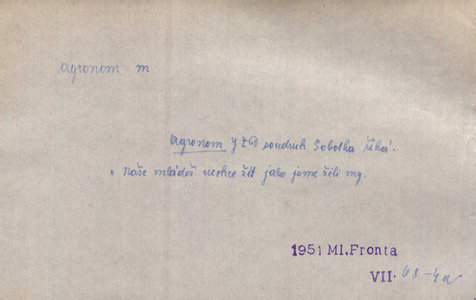 agronom m
Agronom JZD soudruh Sobotka říká:
„ Naše mládež nechce žít jako jsme žili my.
1951 Ml.Fronta
VII.